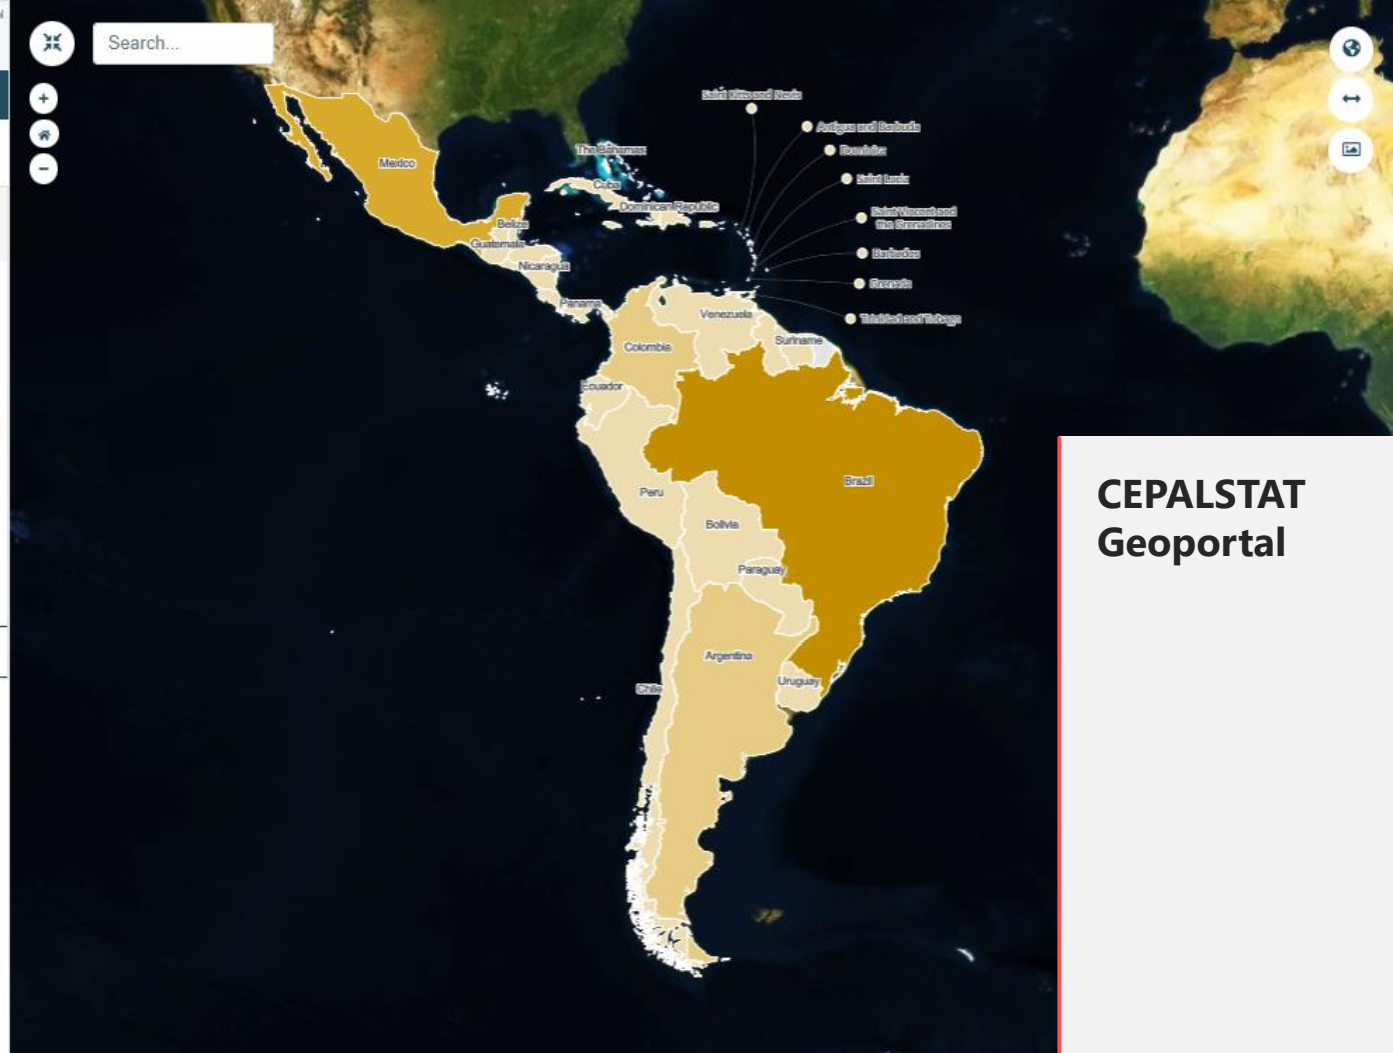 Search...
Saint Kitts and Nevis
Antigua and Barbuda
Dominica
Saint Lucia
Saint Vincent and
the Grenadines
Barbados
Grenada
Trinidad and Tobago
The Bahamas
Cuba
Dominican Republic
Mexico
Belize
Guatemala
Nicaragua
Panama
Venezuela
Suriname
Colombia
Ecuador
Brazil
Peru
Bolivia
Paraguay
Argentina
Uruguay
Chile
CEPALSTAT
Geoportal